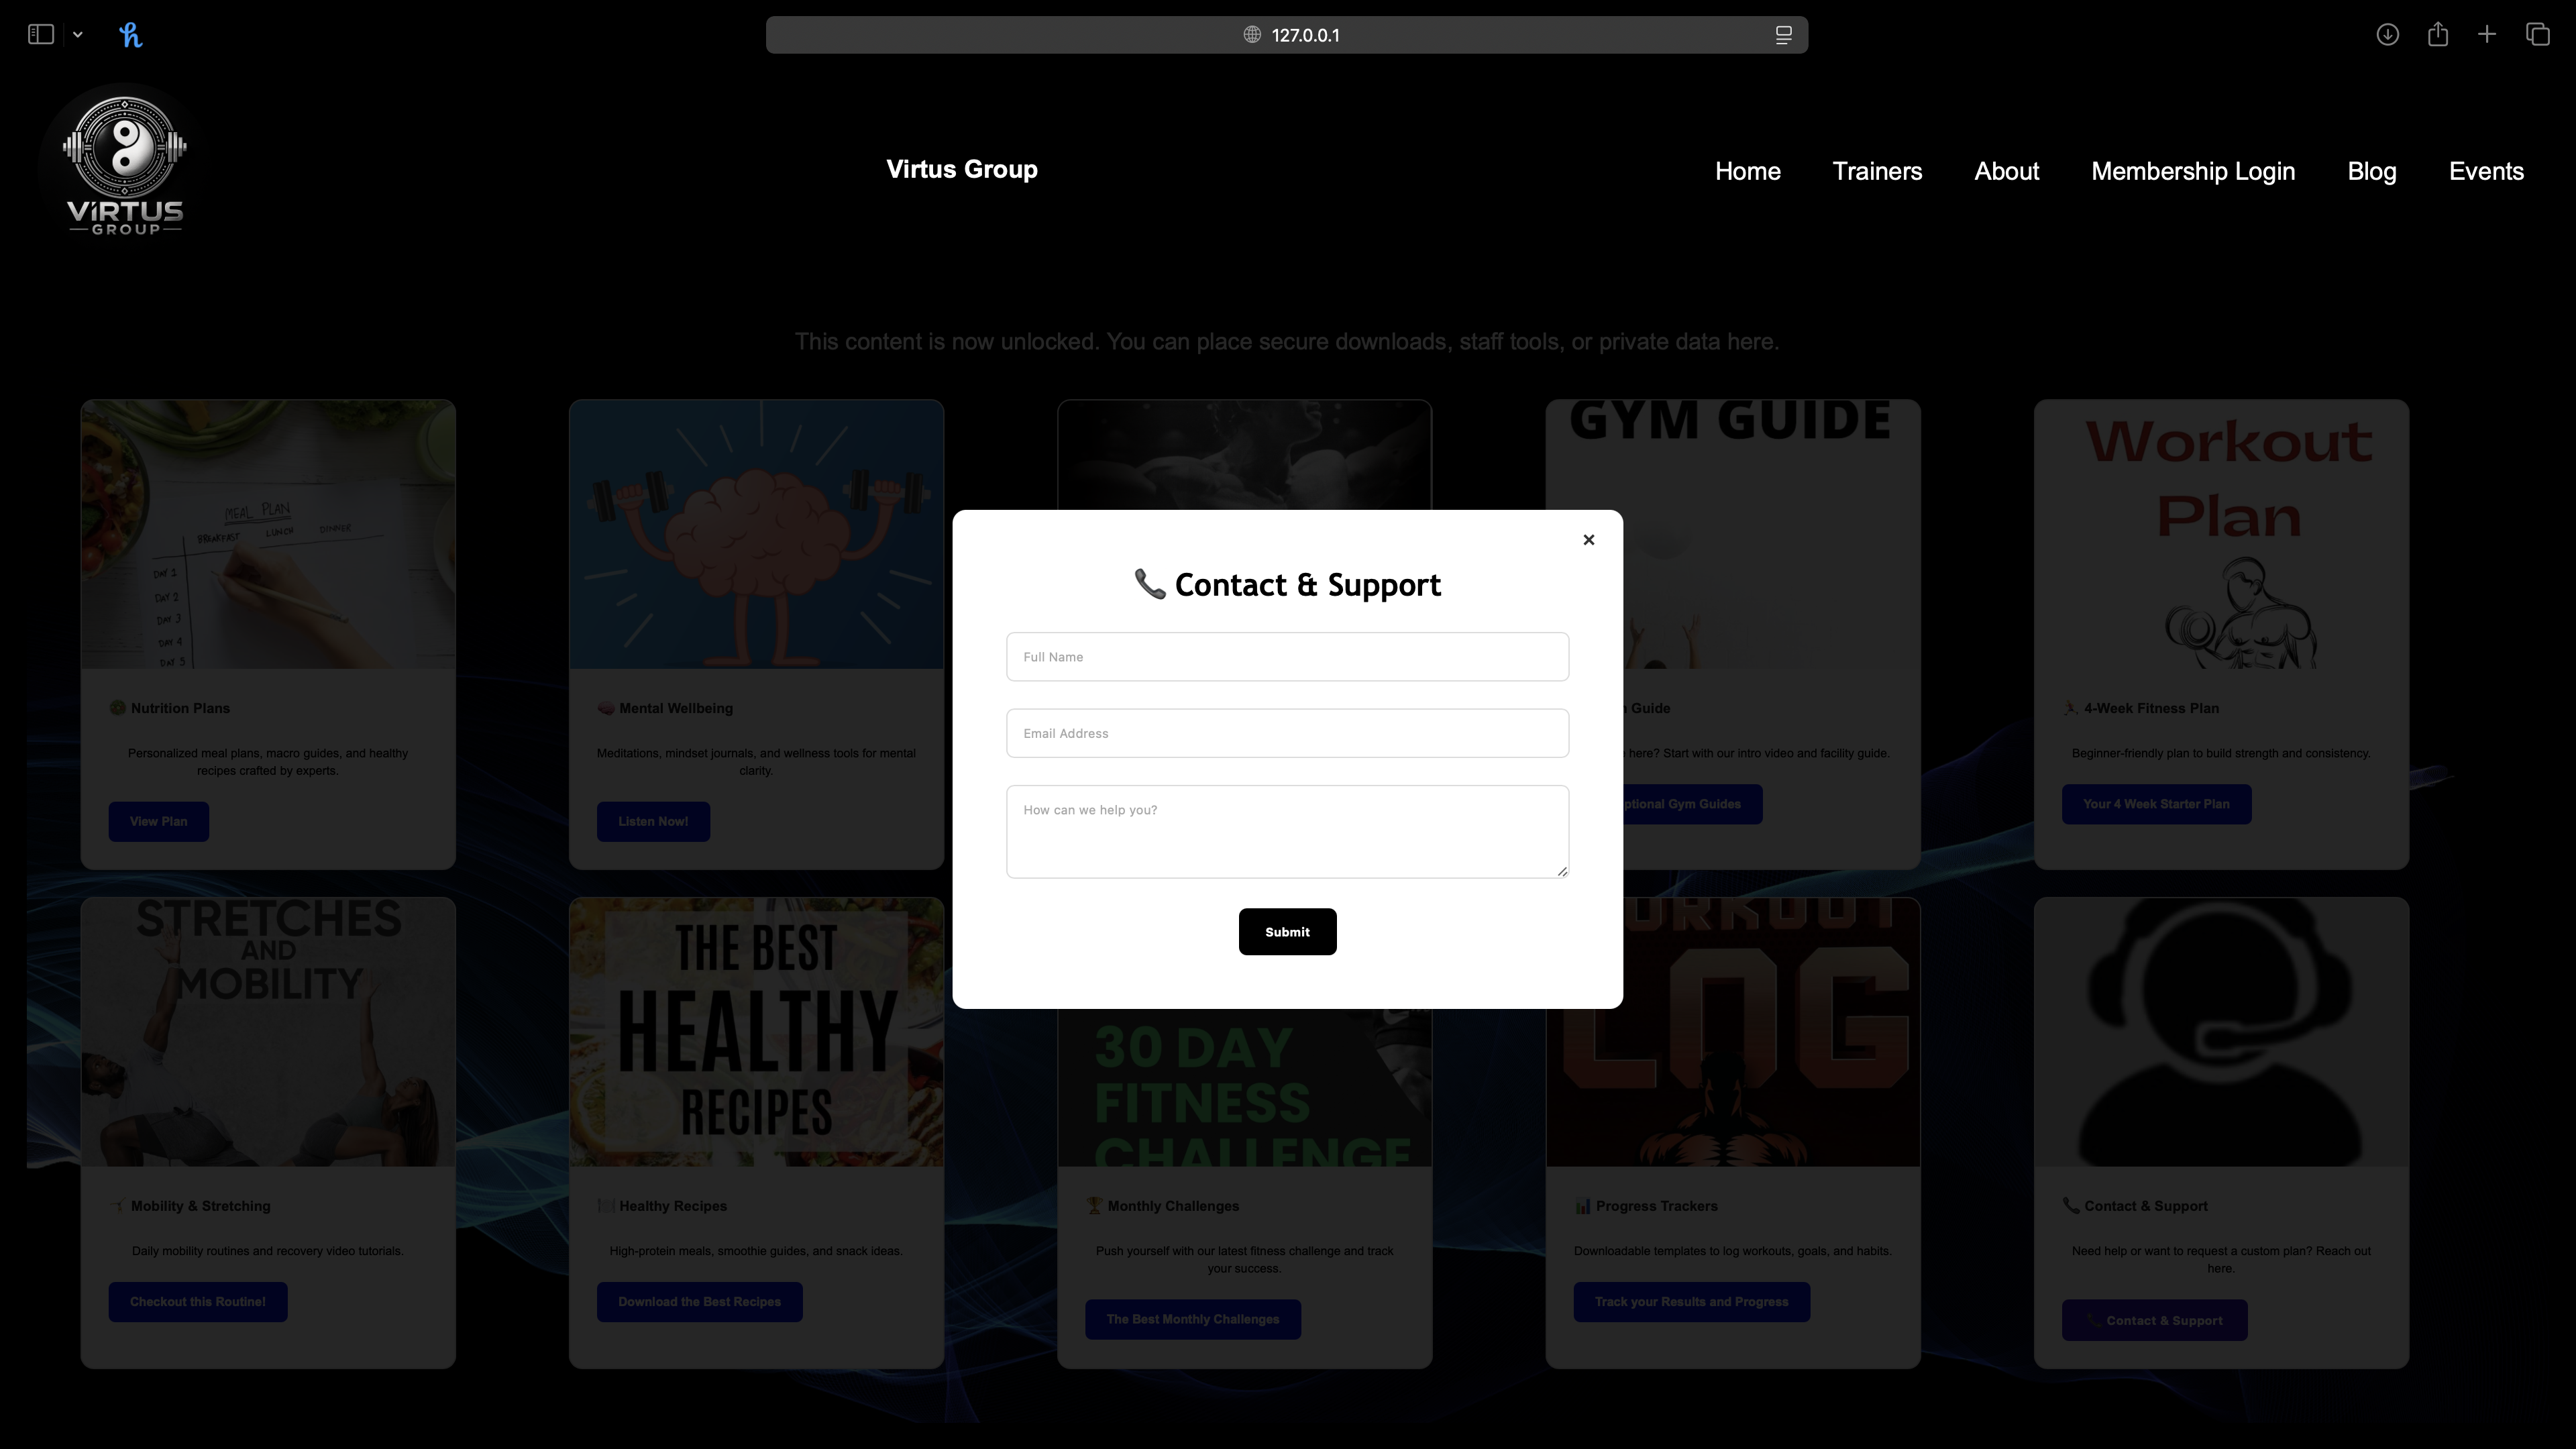 127.0.0.1
VIRTUS
GROUP
Virtus Group
Home Trainers About Membership Login Blog Events
This content is now unlocked. You can place secure downloads, staff tools, or private data here.
MEAL PLAN
BREAKFAST LUNCH DINNER
DAY 1
DAY 2
DAY 3
DAY 4
DAY 5
🥗 Nutrition Plans
Personalized meal plans, macro guides, and healthy
recipes crafted by experts.
View Plan
🧠 Mental Wellbeing
Meditations, mindset journals, and wellness tools for mental
clarity.
Listen Now!
GYM GUIDE
Guide
here? Start with our intro video and facility guide.
Gym Guides
Workout
Plan
🏃 4-Week Fitness Plan
Beginner-friendly plan to build strength and consistency.
Your 4 Week Starter Plan
×
📞 Contact & Support
Full Name
Email Address
How can we help you?
Submit
STRETCHES
AND
MOBILITY
🤸 Mobility & Stretching
Daily mobility routines and recovery video tutorials.
Checkout this Routine!
THE BEST
HEALTHY
RECIPES
🍽️ Healthy Recipes
High-protein meals, smoothie guides, and snack ideas.
Download the Best Recipes
30 DAY
FITNESS
CHALLENGE
🏆 Monthly Challenges
Push yourself with our latest fitness challenge and track
your success.
The Best Monthly Challenges
WORKOUT
LOG
📊 Progress Trackers
Downloadable templates to log workouts, goals, and habits.
Track your Results and Progress
📞 Contact & Support
Need help or want to request a custom plan? Reach out
here.
📞 Contact & Support